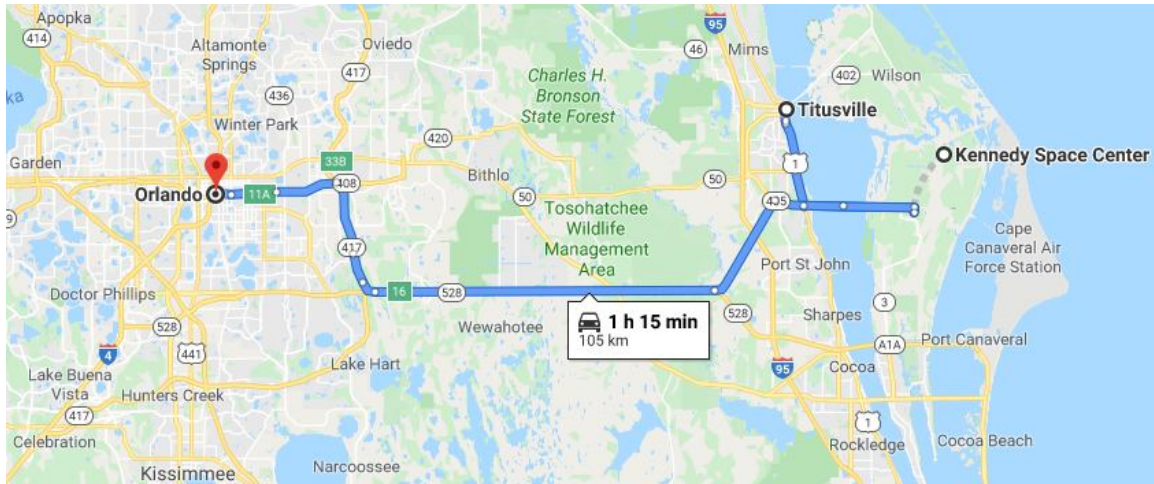 Apopka
414
Altamonte
Springs
Oviedo
417
436
Winter Park
Garden
33B
408
Orlando
11A
420
Bithlo
50
Charles H.
Bronson
State Forest
46
95
Mims
402
Wilson
Titusville
1
Kennedy Space Center
50
405
Tosohatchee
Wildlife
Management
Area
Cape
Canaveral Air
Force Station
417
Port St John
16
528
Doctor Phillips
Wewahotee
1 h 15 min
105 km
528
3
Sharpes
A1A
Port Canaveral
528
441
4
Lake Hart
95
Cocoa
Lake Buena
Vista
Hunters Creek
417
Celebration
1
Rockledge
Cocoa Beach
Kissimmee
Narcoossee